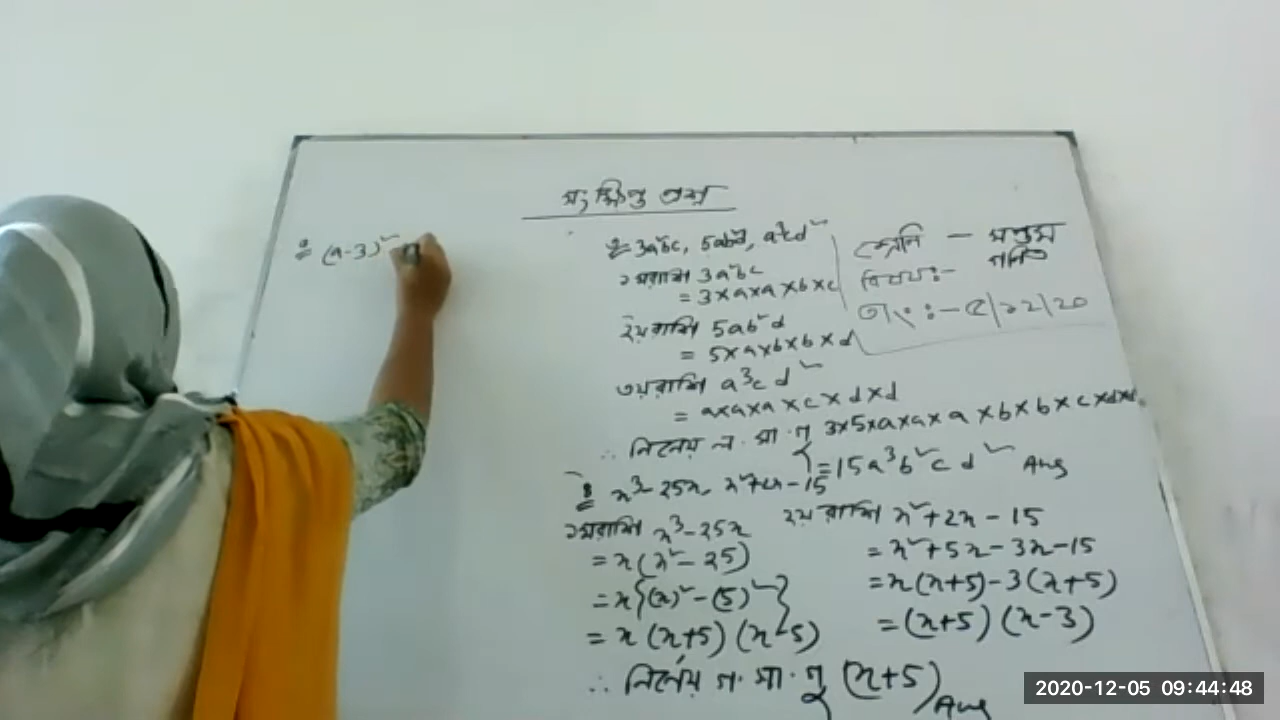 সংক্ষিপ্ত প্রশ্ন
(a-3)²
3a²bc, 5ab²d, a³cd²
১মরাশি 3a²bc
= 3×a×a×b×c
২য়রাশি 5ab²d
= 5×a×b×b×d
৩য়রাশি a³cd²
= a×a×a×c×d×d
∴ নির্নেয় ল.সা.গু 3×5×a×a×a×b×b×c×d×d
= 15a³b²cd² Ans
শ্রেনি — সপ্তম
বিষয়ঃ- গণিত
তাং :- ৫|১২|20
x³-25x, x²+2x-15
১মরাশি x³-25x
= x(x²-25)
= x{(x)²-(5)²}
= x(x+5)(x-5)
২য়রাশি x²+2x-15
= x²+5x-3x-15
= x(x+5)-3(x+5)
= (x+5)(x-3)
∴ নির্নেয় গ.সা.গু (x+5) Ans
2020-12-05 09:44:48